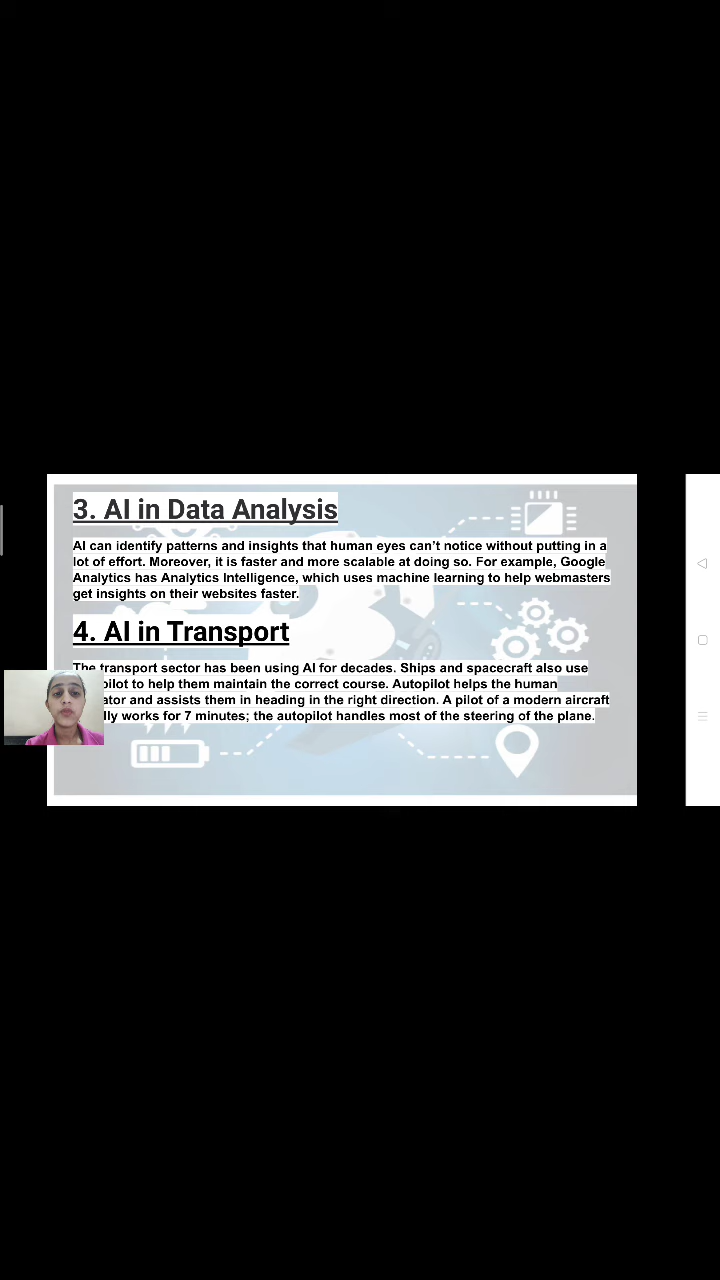 3. AI in Data Analysis
AI can identify patterns and insights that human eyes can't notice without putting in a
lot of effort. Moreover, it is faster and more scalable at doing so. For example, Google
Analytics has Analytics Intelligence, which uses machine learning to help webmasters
get insights on their websites faster.
4. AI in Transport
The transport sector has been using AI for decades. Ships and spacecraft also use
pilot to help them maintain the correct course. Autopilot helps the human
ator and assists them in heading in the right direction. A pilot of a modern aircraft
lly works for 7 minutes; the autopilot handles most of the steering of the plane.